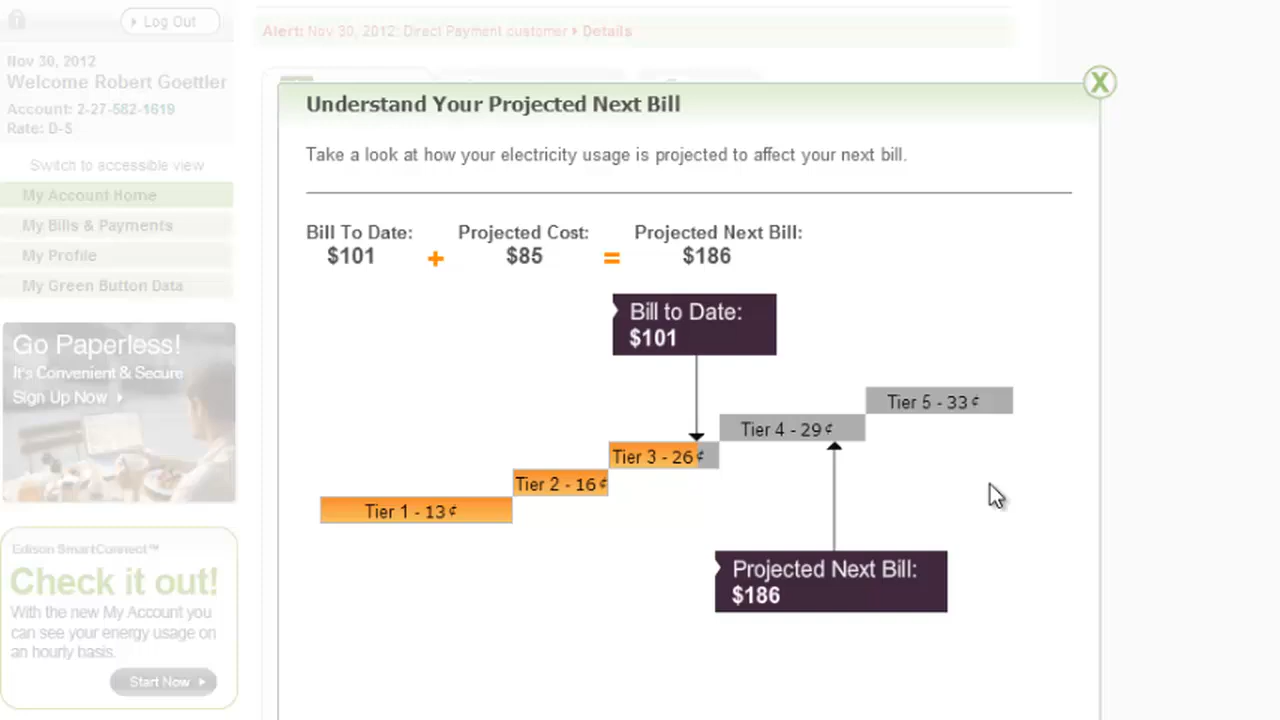 Log Out
Alert: Nov 30, 2012: Direct Payment customer Details
Nov 30, 2012
Welcome Robert Goettler
Account: 2-27-582-1619
Rate: D-S
Switch to accessible view
My Account Home
My Bills & Payments
My Profile
My Green Button Data
Go Paperless!
It's Convenient & Secure
Sign Up Now
Edison SmartConnect™
Check it out!
With the new My Account you
can see your energy usage on
an hourly basis.
Start Now
X
Understand Your Projected Next Bill
Take a look at how your electricity usage is projected to affect your next bill.
Bill To Date: Projected Cost: Projected Next Bill:
$101 + $85 = $186
Bill to Date:
$101
Tier 5 - 33¢
Tier 4 - 29¢
Tier 3 - 26¢
Tier 2 - 16¢
Tier 1 - 13¢
Projected Next Bill:
$186